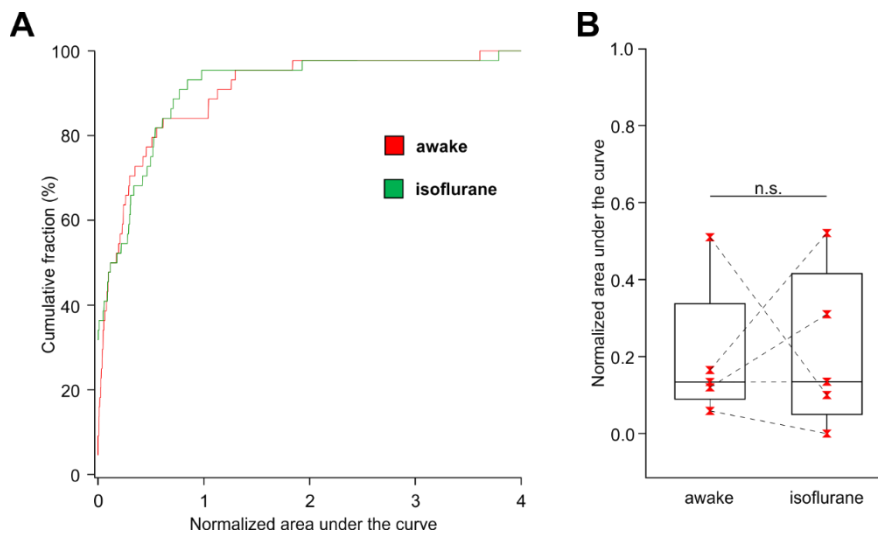 A
Cumulative fraction (%)
100
80
60
40
20
0
0 1 2 3 4
Normalized area under the curve
awake
isoflurane
B
Normalized area under the curve
1.0
0.8
0.6
0.4
0.2
0.0
n.s.
awake isoflurane